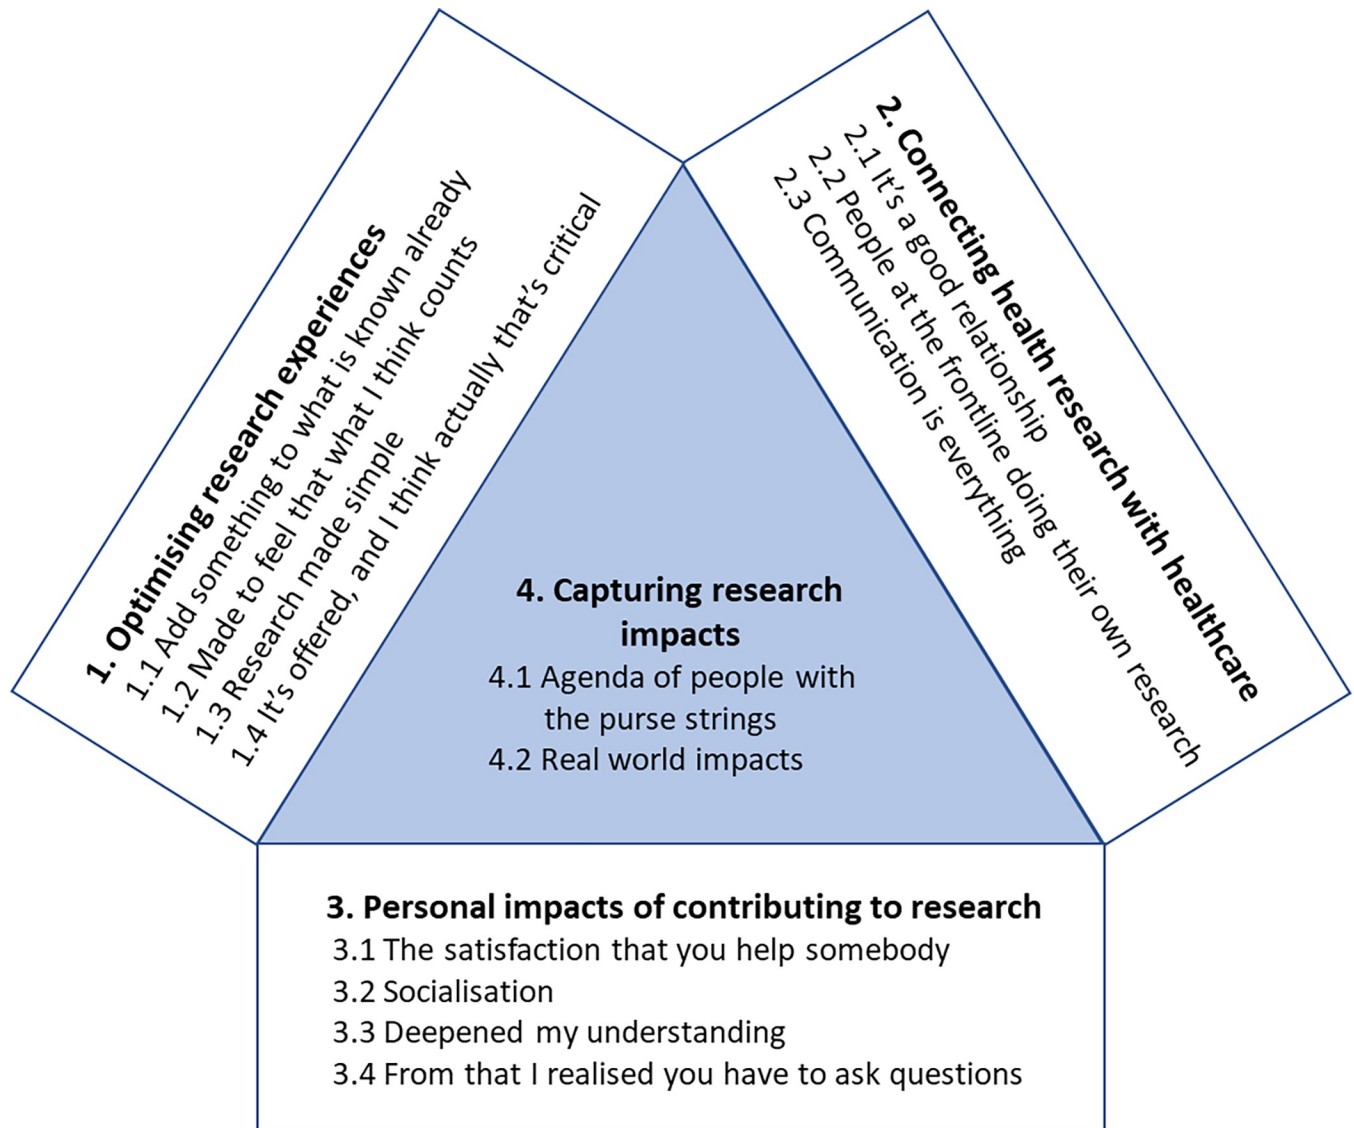 1. Optimising research experiences
1.1 Add something to what is known already
1.2 Made to feel that what I think counts
1.3 Research made simple
1.4 It's offered, and I think actually that's critical
2. Connecting health research with healthcare
2.1 It's a good relationship
2.2 People at the frontline doing their own research
2.3 Communication is everything
4. Capturing research
impacts
4.1 Agenda of people with
the purse strings
4.2 Real world impacts
3. Personal impacts of contributing to research
3.1 The satisfaction that you help somebody
3.2 Socialisation
3.3 Deepened my understanding
3.4 From that I realised you have to ask questions